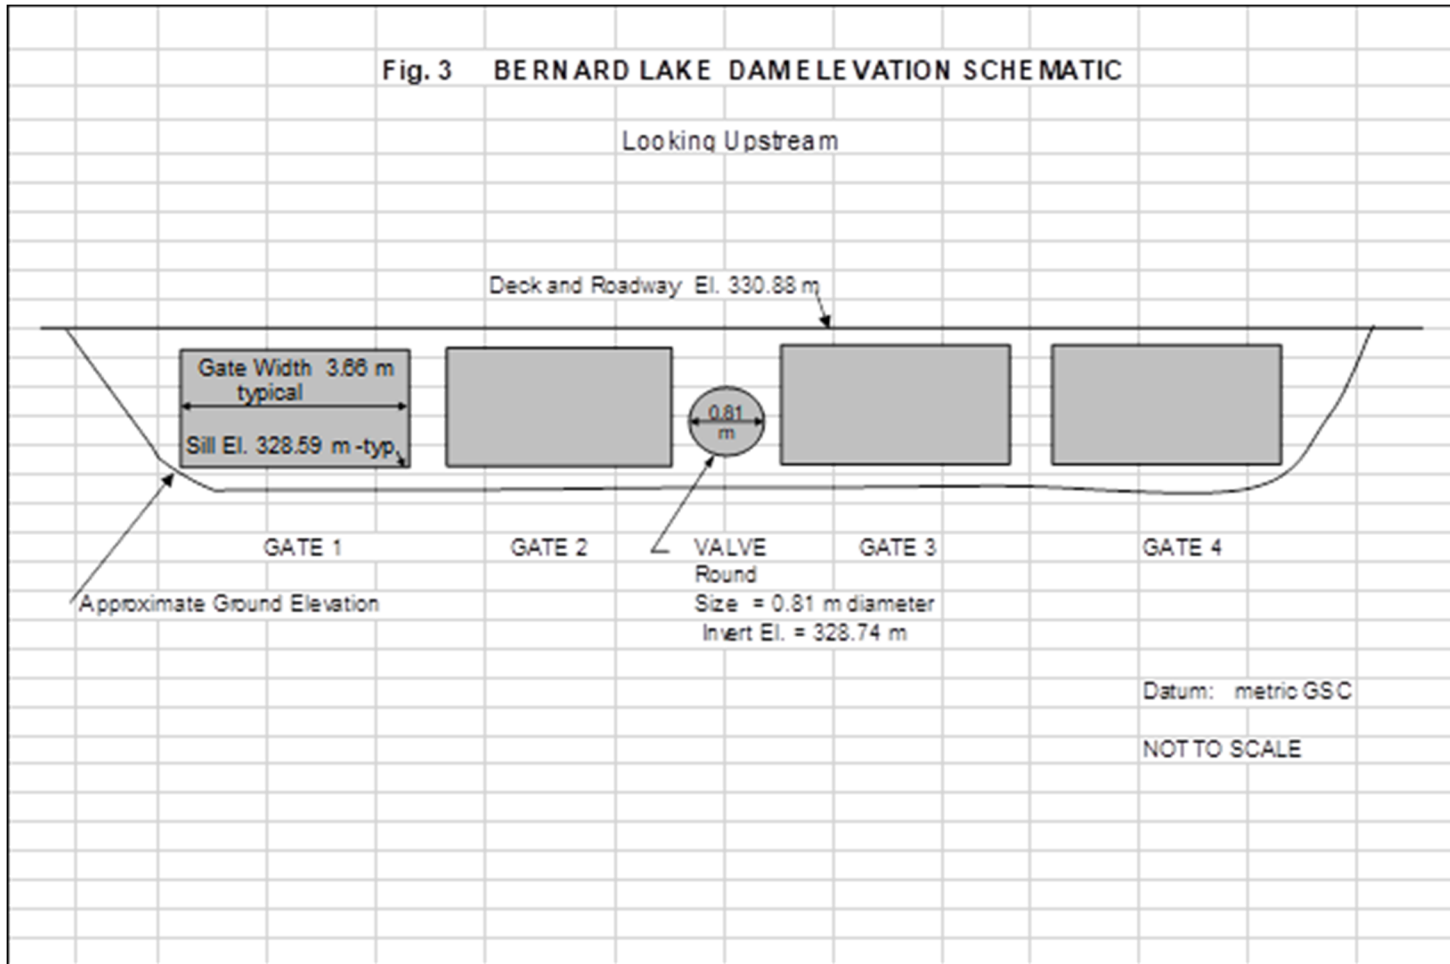 Fig. 3 BERNARD LAKE DAM ELEVATION SCHEMATIC
Looking Upstream
Deck and Roadway El. 330.88 m
Gate Width 3.66 m
typical
0.81
m
Sill El. 328.59 m -typ.
GATE 1
GATE 2
VALVE
GATE 3
GATE 4
Round
Approximate Ground Elevation
Size = 0.81 m diameter
Invert El. = 328.74 m
Datum: metric GSC
NOT TO SCALE